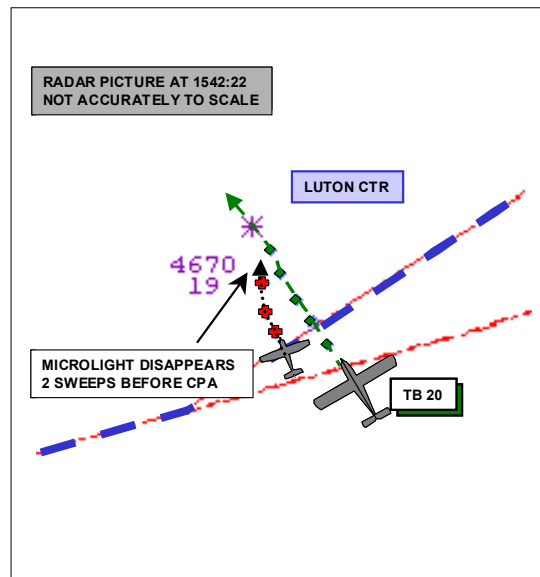 RADAR PICTURE AT 1542:22
NOT ACCURATELY TO SCALE
LUTON CTR
4670
19
MICROLIGHT DISAPPEARS
2 SWEEPS BEFORE CPA
TB 20